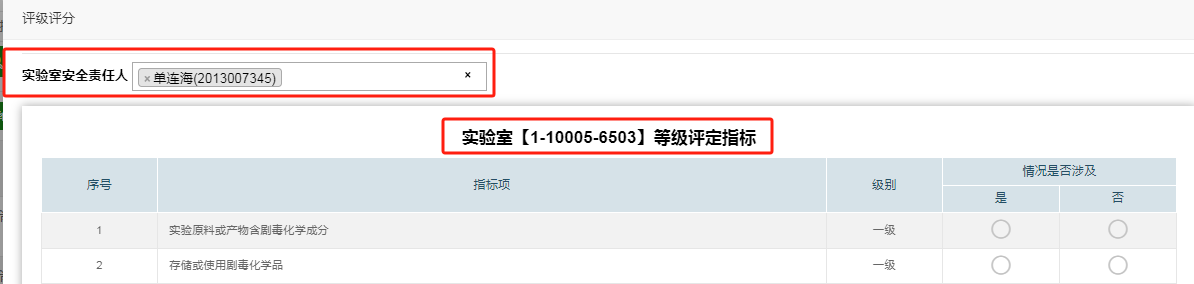 评级评分
实验室安全责任人 ×单连海(2013007345) ×
实验室【1-10005-6503】等级评定指标
序号 指标项 级别 情况是否涉及
是 否
1 实验原料或产物含剧毒化学成分 一级
2 存储或使用剧毒化学品 一级